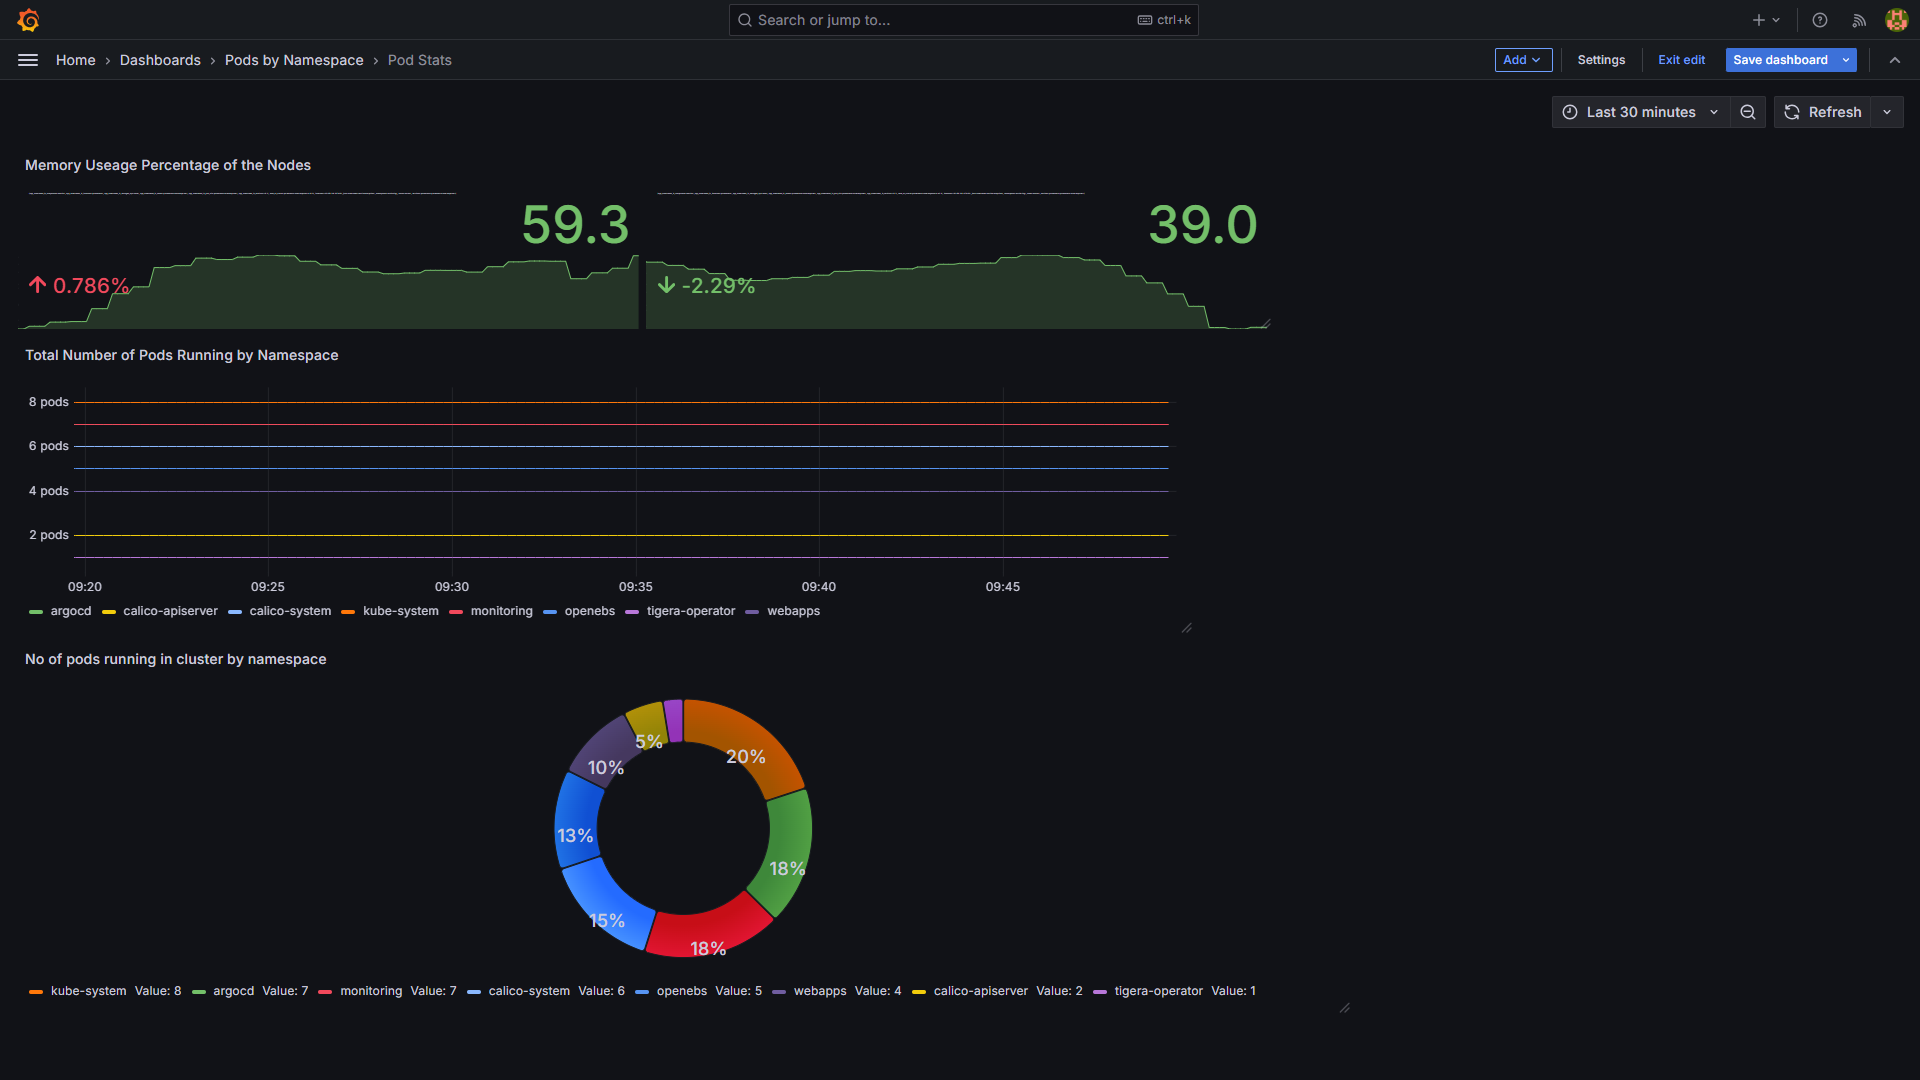 Search or jump to... ctrl+k
Home › Dashboards › Pods by Namespace › Pod Stats Add Settings Exit edit Save dashboard
Last 30 minutes Refresh
Memory Useage Percentage of the Nodes
59.3 39.0
0.786% -2.29%
Total Number of Pods Running by Namespace
8 pods
6 pods
4 pods
2 pods
09:20 09:25 09:30 09:35 09:40 09:45
argocd calico-apiserver calico-system kube-system monitoring openebs tigera-operator webapps
No of pods running in cluster by namespace
5%
20%
10%
13%
18%
15%
18%
kube-system Value: 8 argocd Value: 7 monitoring Value: 7 calico-system Value: 6 openebs Value: 5 webapps Value: 4 calico-apiserver Value: 2 tigera-operator Value: 1